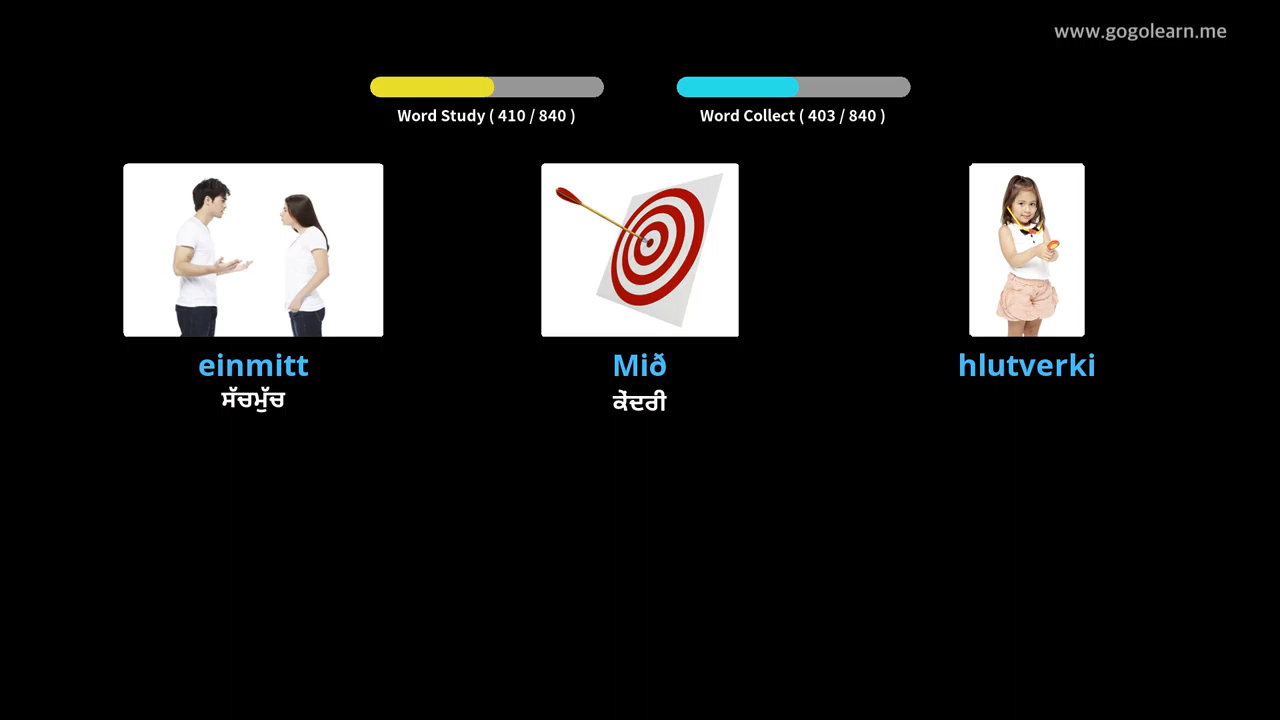 www.gogolearn.me
Word Study ( 410 / 840 )
Word Collect ( 403 / 840 )
einmitt
Mið
hlutverki
ਸੱਚਮੁੱਚ
ਕੇਂਦਰੀ